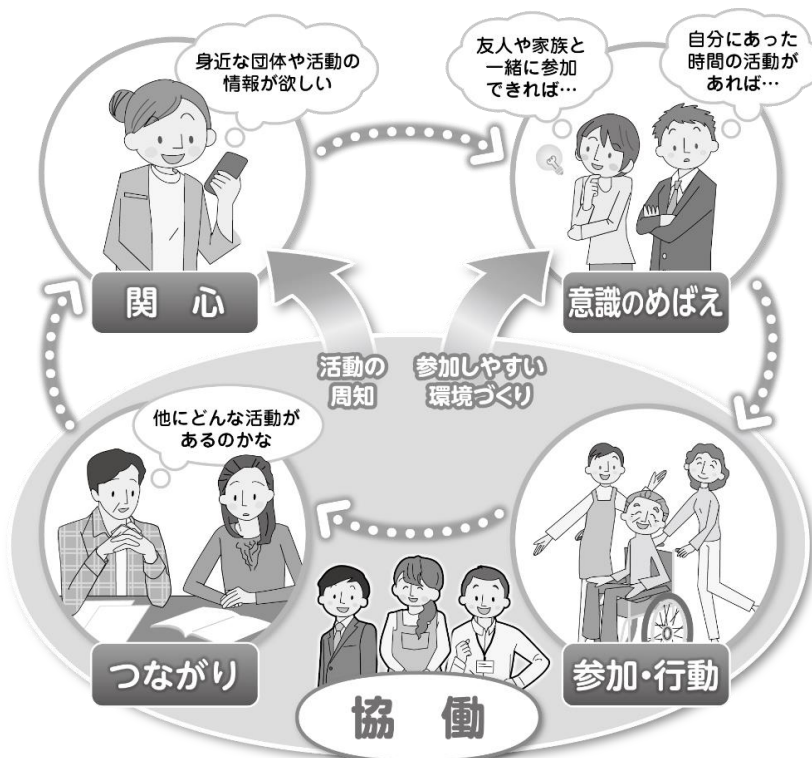 身近な団体や活動の
情報が欲しい
友人や家族と
一緒に参加
できれば…
自分にあった
時間の活動が
あれば…
関心
意識のめばえ
活動の
周知
参加しやすい
環境づくり
他にどんな活動が
あるのかな
つながり
参加・行動
協働